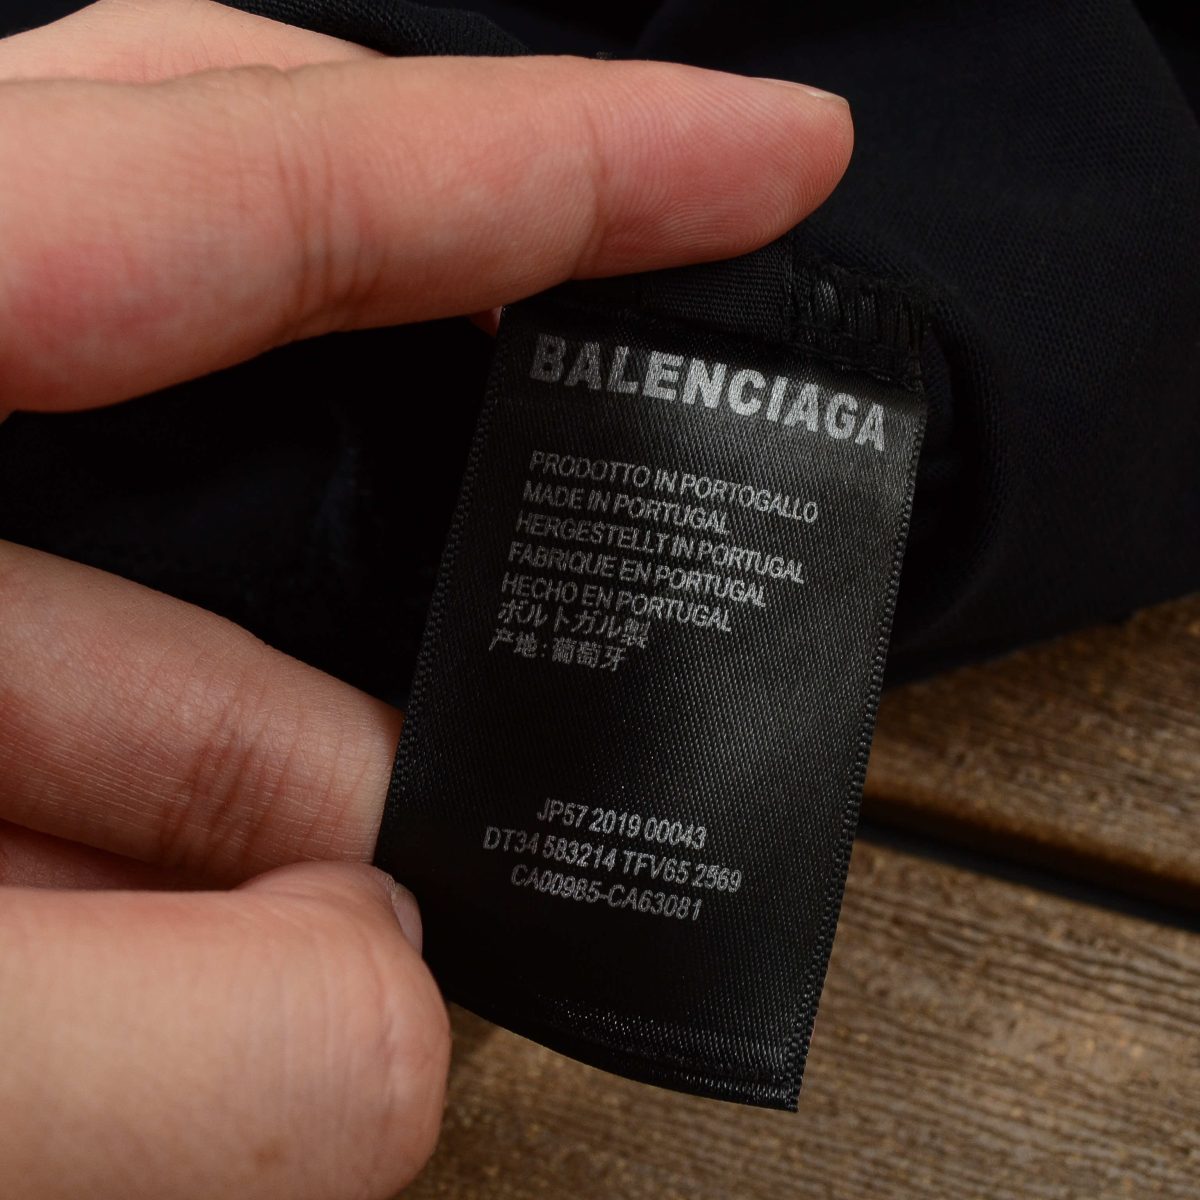 BALENCIAGA
PRODOTTO IN PORTOGALLO
MADE IN PORTUGAL
HERGESTELLT IN PORTUGAL
FABRIQUE EN PORTUGAL
HECHO EN PORTUGAL
ポルトガル製
产地:葡萄牙
JP57 2019 00043
DT34 583214 TFV65 2569
CA00985-CA63081